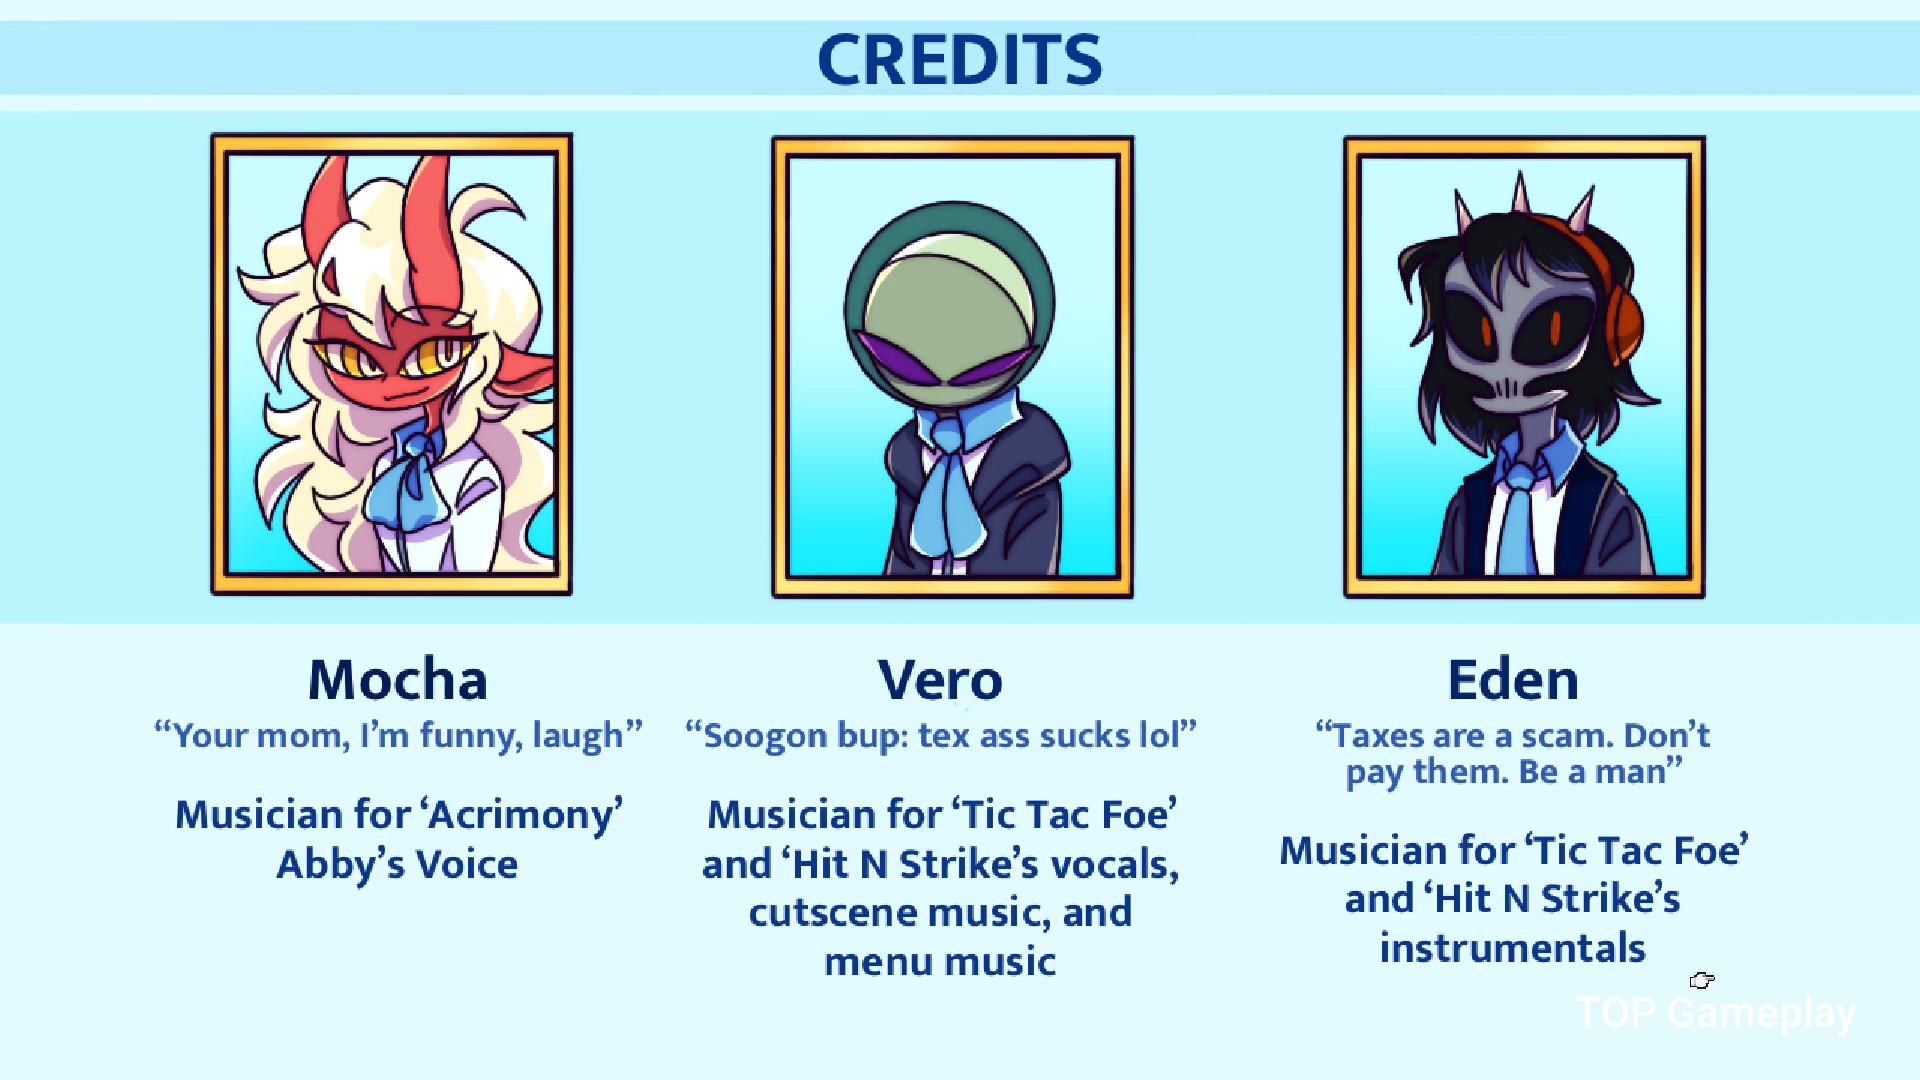 CREDITS
Mocha
“Your mom, I’m funny, laugh”
Musician for ‘Acrimony’
Abby’s Voice
Vero
“Soogon bup: tex ass sucks lol”
Musician for ‘Tic Tac Foe’
and ‘Hit N Strike’s vocals,
cutscene music, and
menu music
Eden
“Taxes are a scam. Don’t
pay them. Be a man”
Musician for ‘Tic Tac Foe’
and ‘Hit N Strike’s
instrumentals
TOP Gameplay